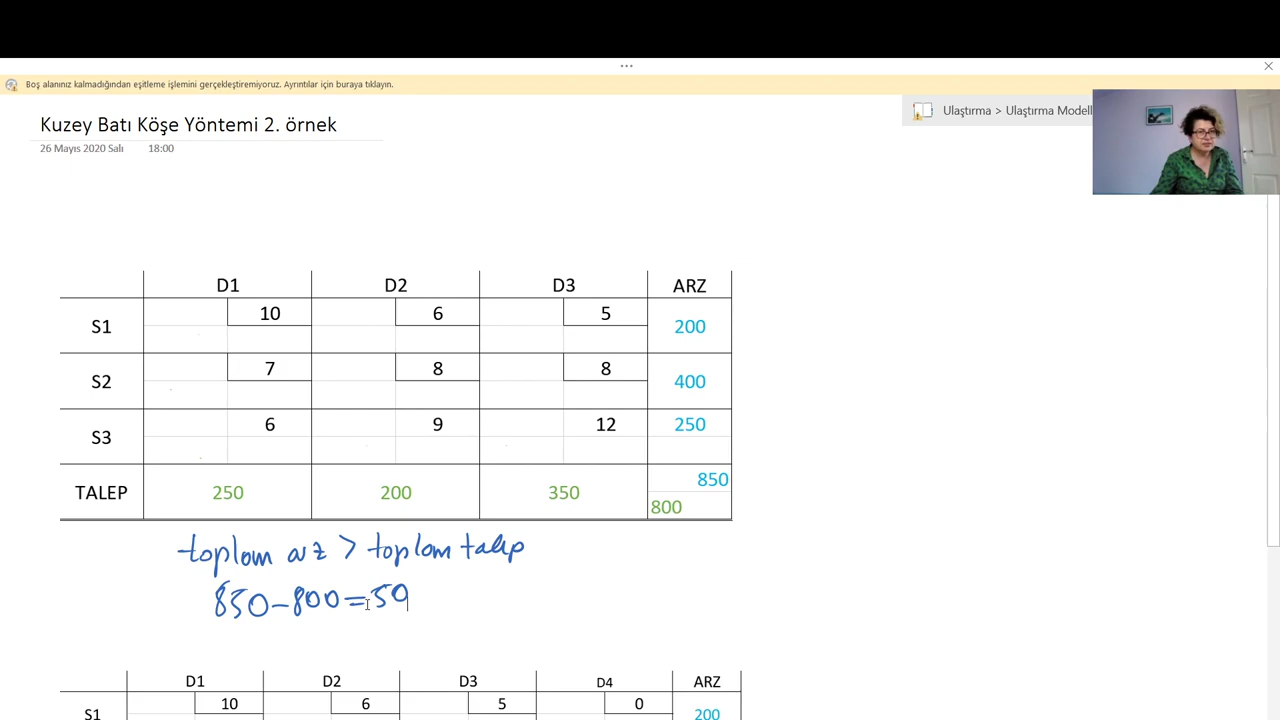 Boş alanınız kalmadığından eşitleme işlemini gerçekleştiremiyoruz. Ayrıntılar için buraya tıklayın.
Ulaştırma > Ulaştırma Modell
Kuzey Batı Köşe Yöntemi 2. örnek
26 Mayıs 2020 Salı 18:00
D1 D2 D3 ARZ
S1 10 6 5 200
S2 7 8 8 400
S3 6 9 12 250
TALEP 250 200 350 850
800
toplam arz > toplam talep
850-800=50
D1 D2 D3 D4 ARZ
S1 10 6 5 0 200